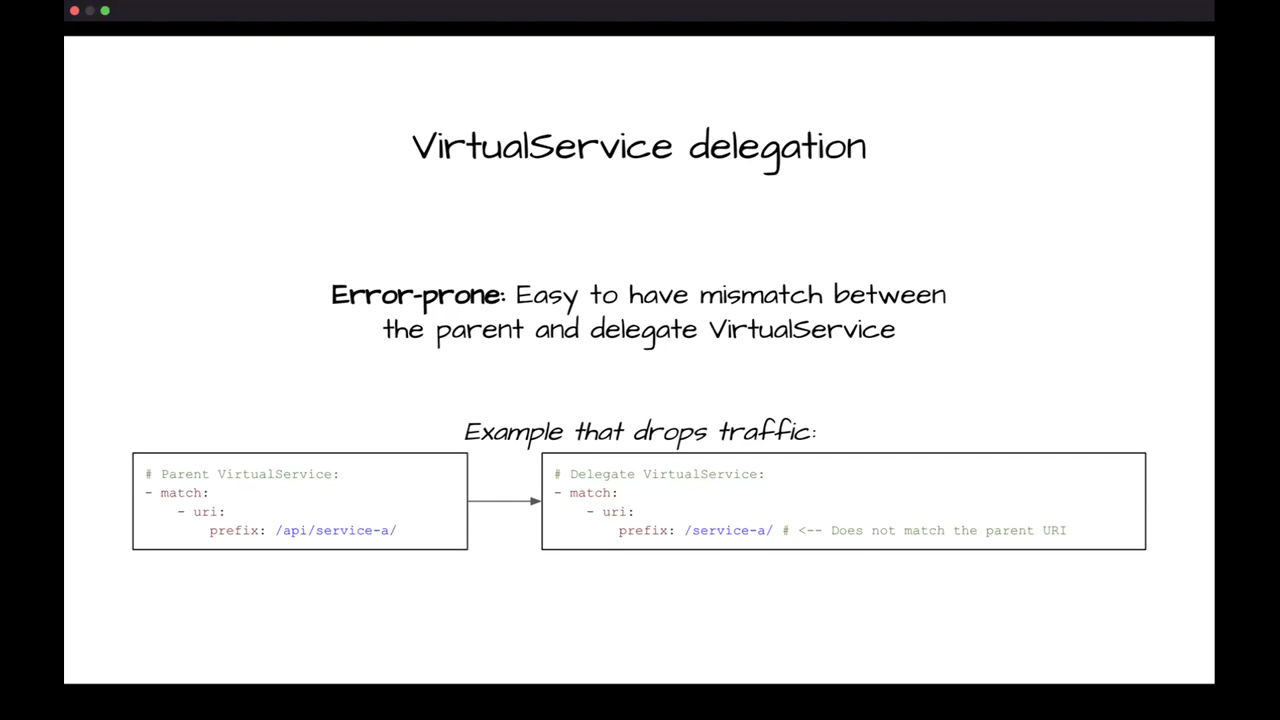 VirtualService delegation
Error-prone: Easy to have mismatch between
the parent and delegate VirtualService
Example that drops traffic:
# Parent VirtualService:
- match:
- uri:
prefix: /api/service-a/
# Delegate VirtualService:
- match:
- uri:
prefix: /service-a/ # <-- Does not match the parent URI